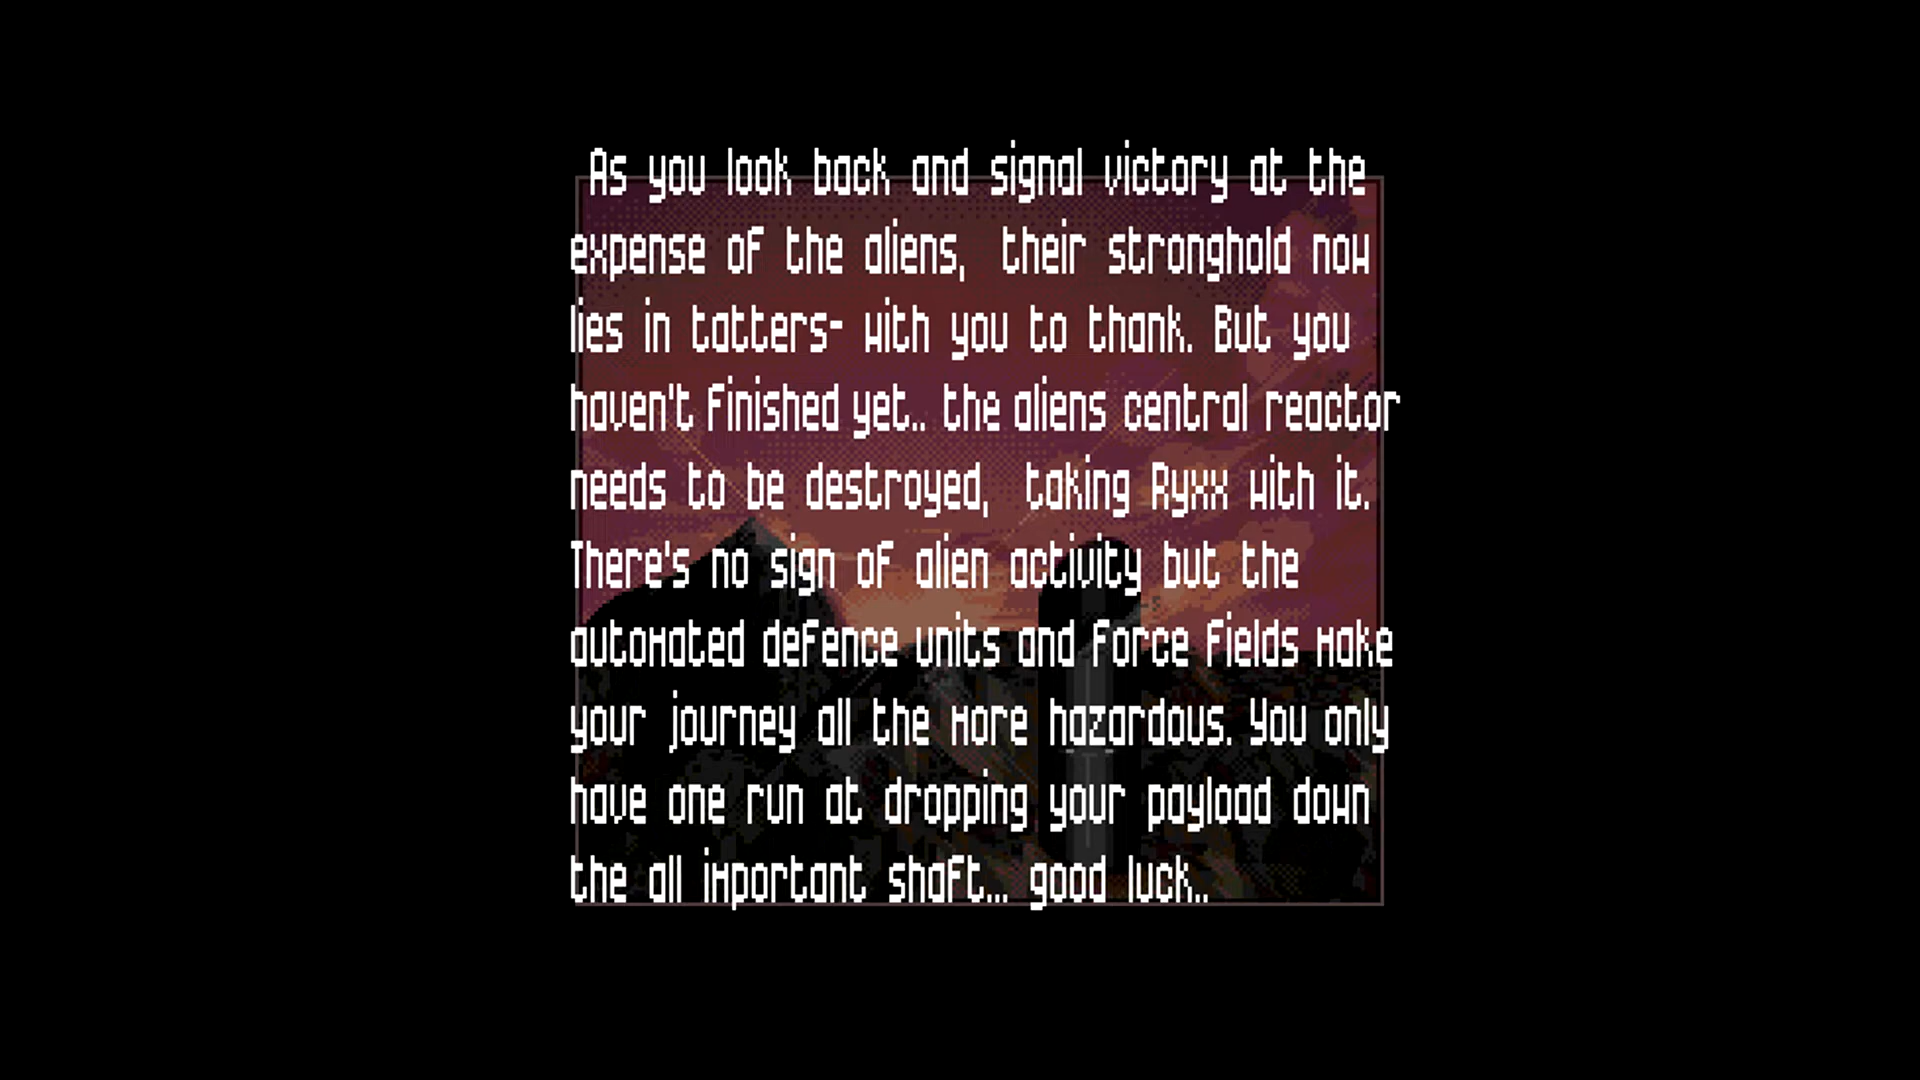 As you look back and signal victory at the
expense of the aliens, their stronghold now
lies in tatters- with you to thank. But you
haven't finished yet.. the aliens central reactor
needs to be destroyed, taking Ryxx with it.
There's no sign of alien activity but the
automated defence units and force fields make
your journey all the more hazardous. You only
have one run at dropping your payload down
the all important shaft... good luck..